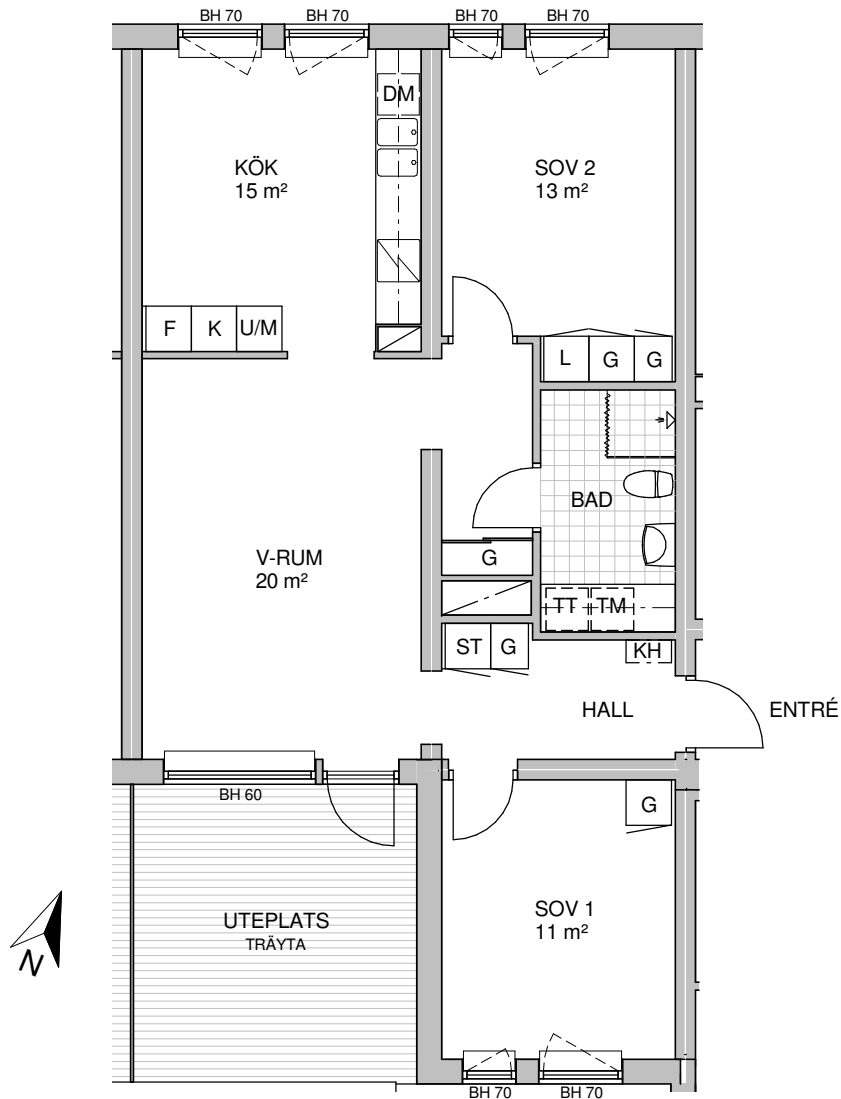 BH 70
BH 70
BH 70
BH 70
DM
KÖK
15 m²
SOV 2
13 m²
F
K
U/M
L
G
G
BAD
V-RUM
20 m²
G
TT
TM
ST
G
KH
HALL
ENTRÉ
BH 60
G
SOV 1
11 m²
UTEPLATS
TRÄYTA
N
BH 70
BH 70